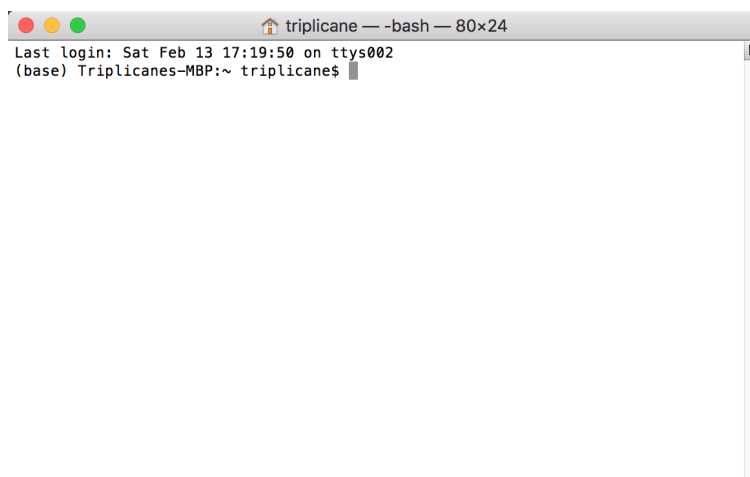 triplicane — -bash — 80×24
Last login: Sat Feb 13 17:19:50 on ttys002
(base) Triplicanes-MBP:~ triplicane$